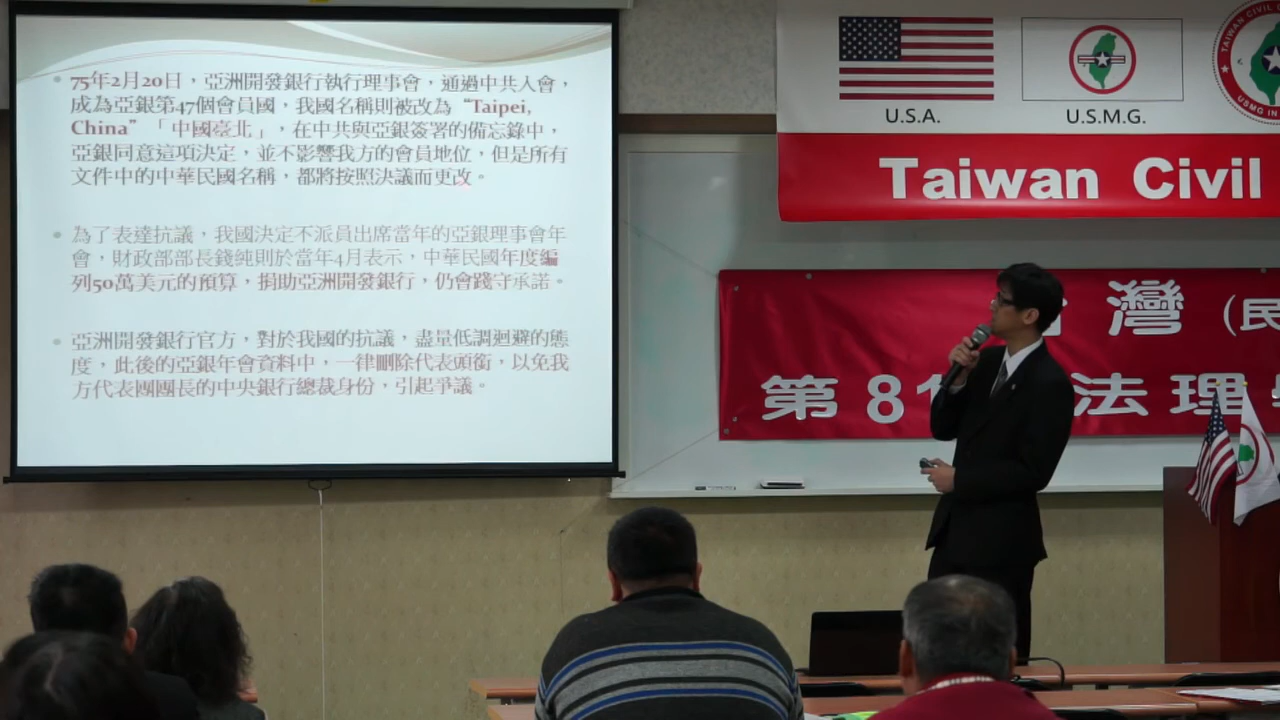 75年2月20日，亞洲開發銀行執行理事會，通過中共入會，
成為亞銀第47個會員國，我國名稱則被改為“Taipei,
China”「中國臺北」，在中共與亞銀簽署的備忘錄中，
亞銀同意這項決定，並不影響我方的會員地位，但是所有
文件中的中華民國名稱，都將按照決議而更改。
為了表達抗議，我國決定不派員出席當年的亞銀理事會年
會，財政部部長錢純則於當年4月表示，中華民國年度編
列50萬美元的預算，捐助亞洲開發銀行，仍會踐守承諾。
亞洲開發銀行官方，對於我國的抗議，盡量低調迴避的態
度，此後的亞銀年會資料中，一律刪除代表頭銜，以免我
方代表團團長的中央銀行總裁身份，引起爭議。
U.S.A.
U.S.M.G.
TAIWAN CIVIL
USMG IN
Taiwan Civil
灣（民
第81
法理